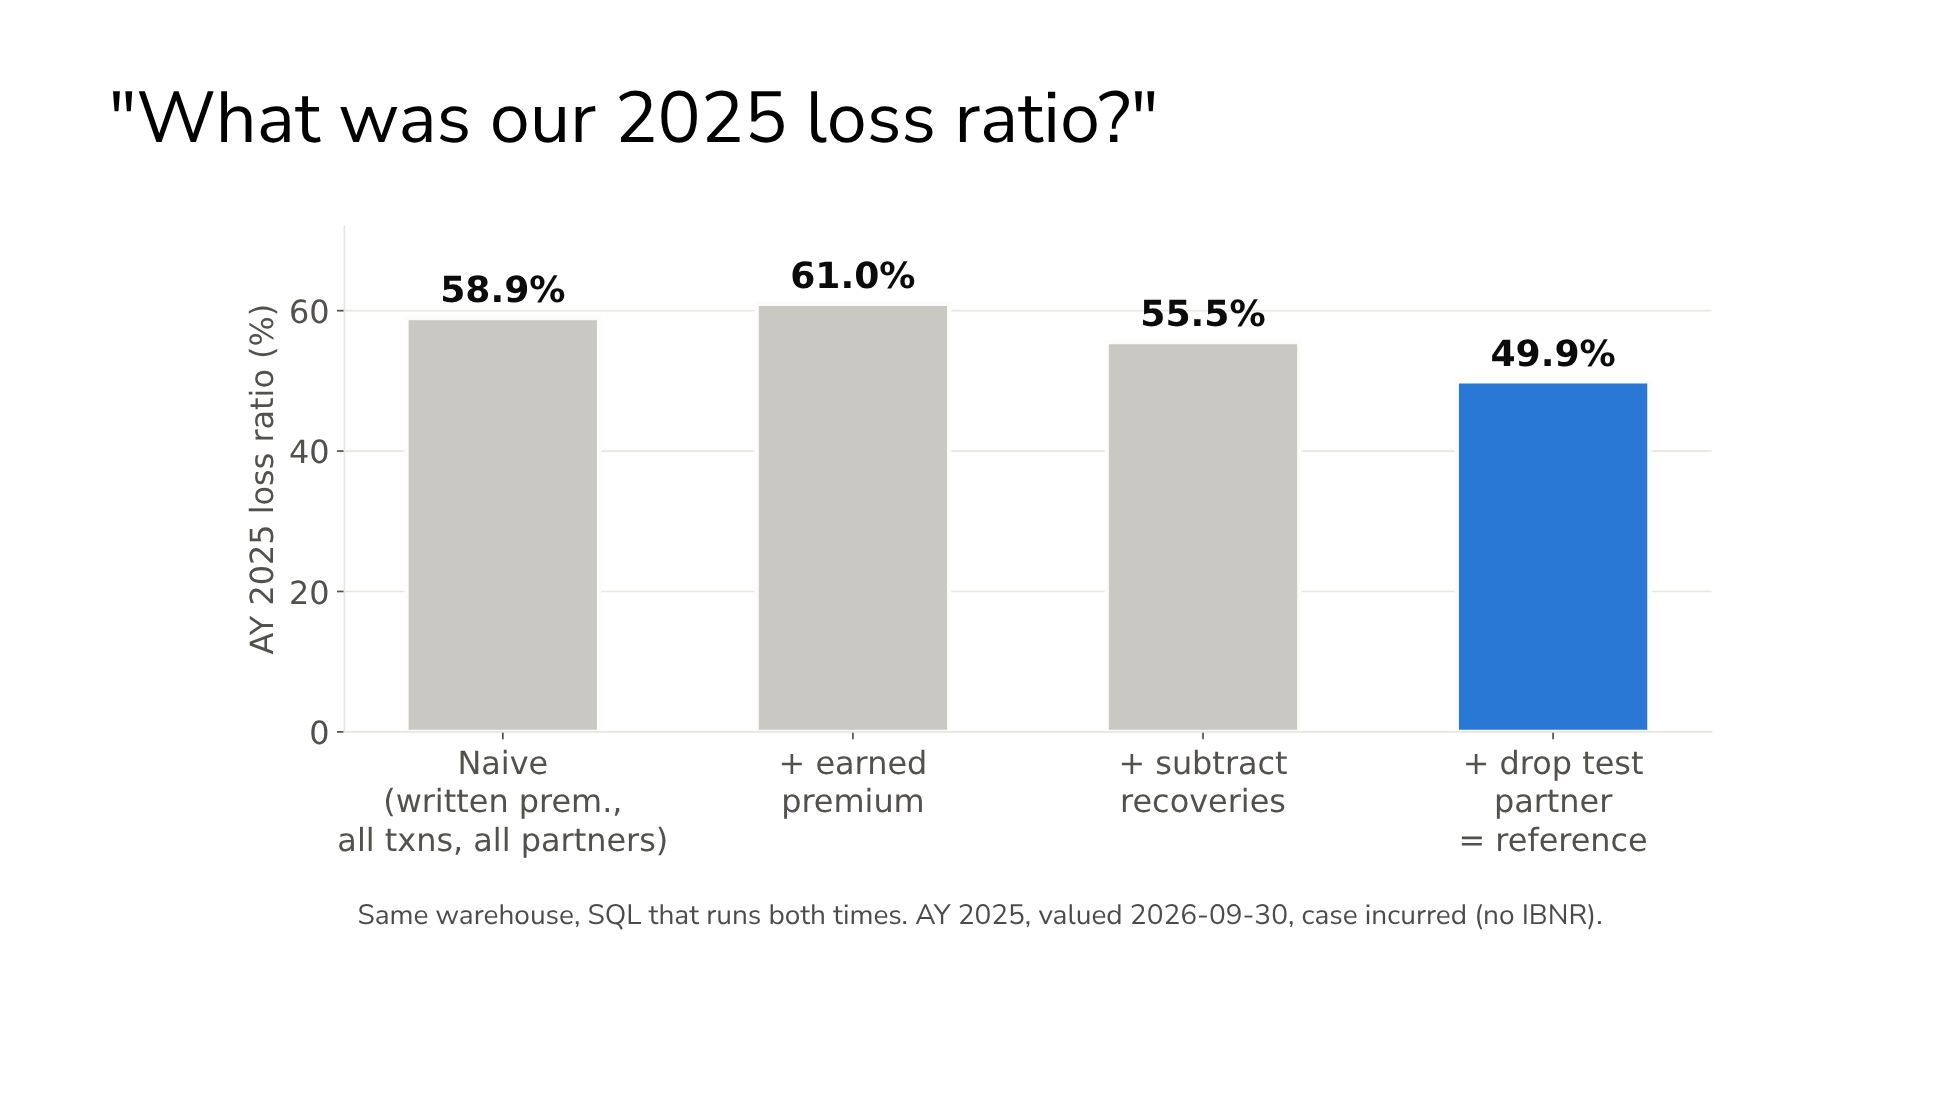 "What was our 2025 loss ratio?"
AY 2025 loss ratio (%)
60
40
20
0
58.9%
61.0%
55.5%
49.9%
Naive
(written prem.,
all txns, all partners)
+ earned
premium
+ subtract
recoveries
+ drop test
partner
= reference
Same warehouse, SQL that runs both times. AY 2025, valued 2026-09-30, case incurred (no IBNR).